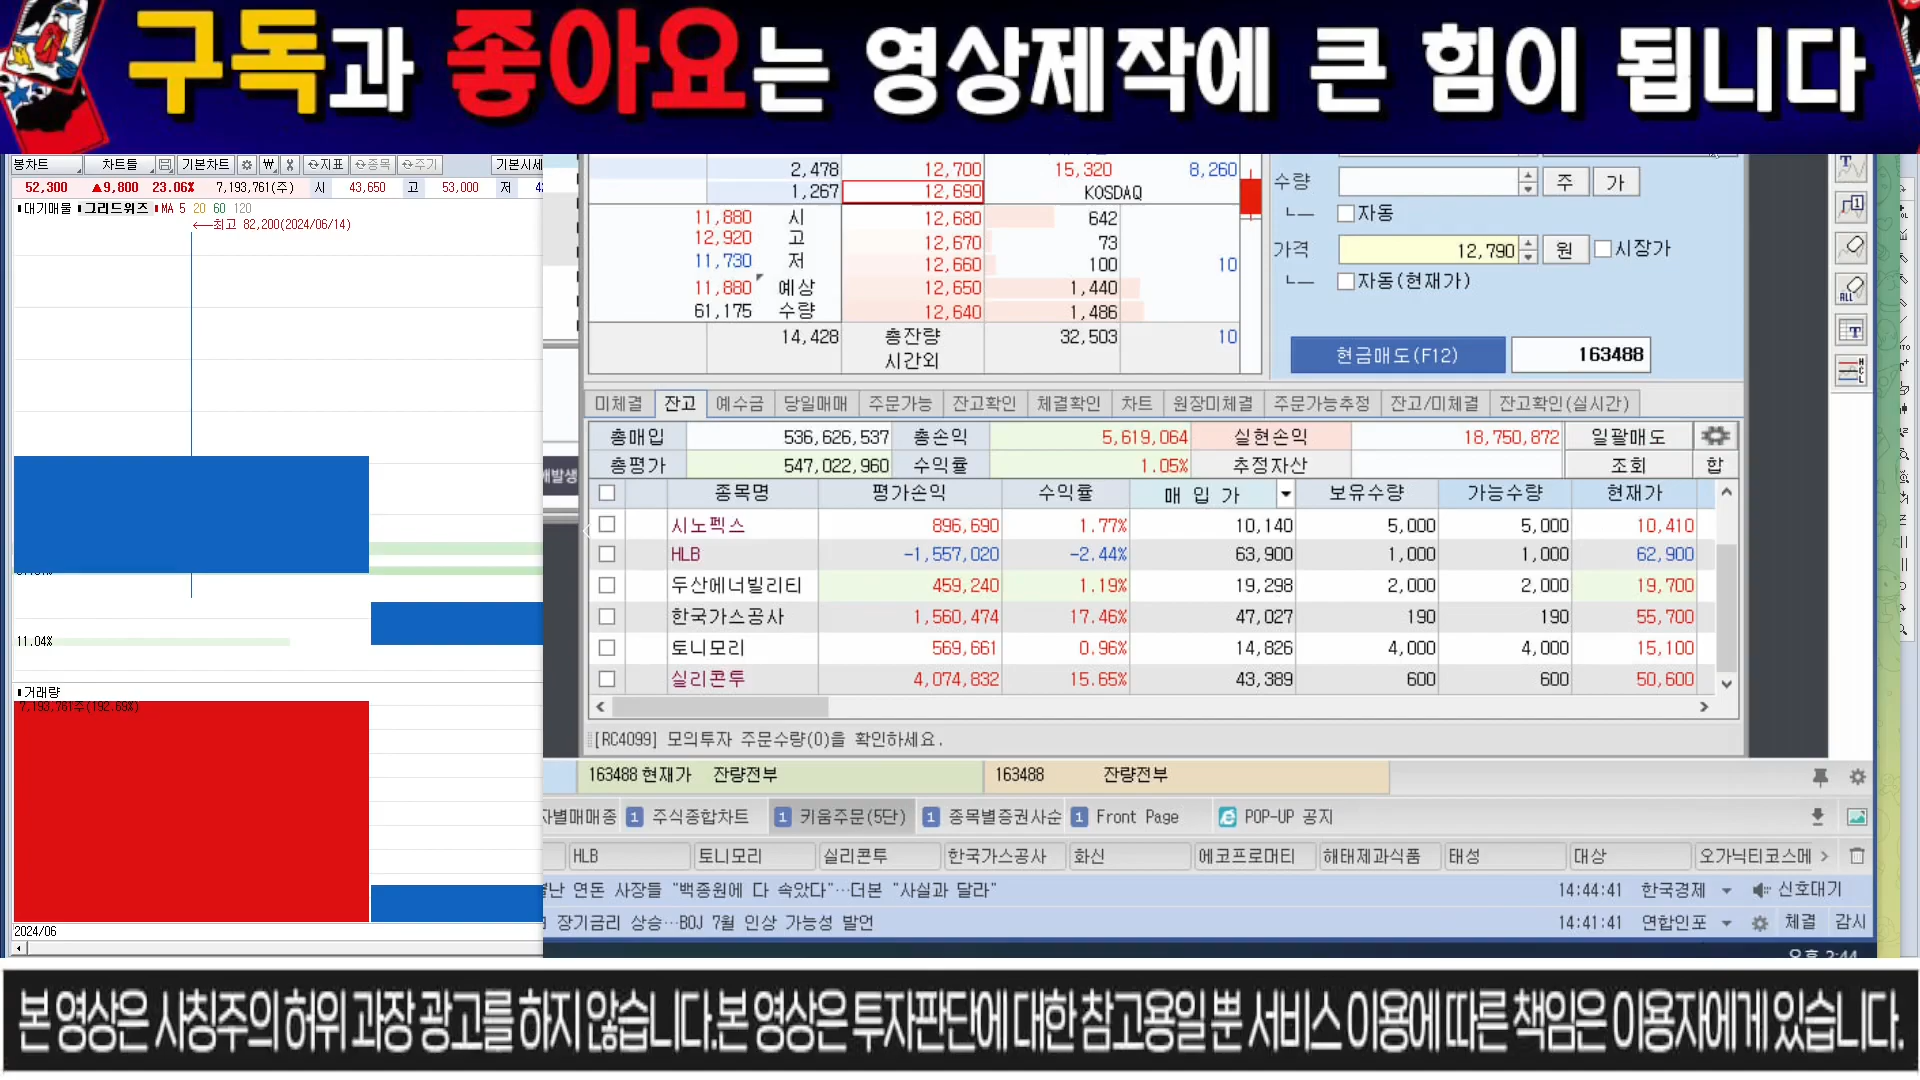 구독과 좋아요는 영상제작에 큰 힘이 됩니다
봉차트 차트툴 기본차트 ₩ 지표 종목 주기 기본시세
52,300 ▲9,800 23.06% 7,193,761(주) 시 43,650 고 53,000 저
대기매물 그리드위즈 MA 5 20 60 120
←최고 82,200(2024/06/14)
11.04%
거래량
7,193,761주(192.69%)
2024/06
2,478 12,700 15,320 8,260
1,267 12,690 KOSDAQ
11,880 시 12,680 642
12,920 고 12,670 73
11,730 저 12,660 100 10
11,880 예상 12,650 1,440
61,175 수량 12,640 1,486
14,428 총잔량 32,503 10
시간외
수량 주 가
자동
가격 12,790 원 시장가
자동(현재가)
현금매도(F12) 163488
미체결 잔고 예수금 당일매매 주문가능 잔고확인 체결확인 차트 원장미체결 주문가능추정 잔고/미체결 잔고확인(실시간)
총매입 536,626,537 총손익 5,619,064 실현손익 18,750,872 일괄매도
총평가 547,022,960 수익률 1.05% 추정자산 조회 합
종목명 평가손익 수익률 매 입 가 보유수량 가능수량 현재가
시노펙스 896,690 1.77% 10,140 5,000 5,000 10,410
HLB -1,557,020 -2.44% 63,900 1,000 1,000 62,900
두산에너빌리티 459,240 1.19% 19,298 2,000 2,000 19,700
한국가스공사 1,560,474 17.46% 47,027 190 190 55,700
토니모리 569,661 0.96% 14,826 4,000 4,000 15,100
실리콘투 4,074,832 15.65% 43,389 600 600 50,600
[RC4099] 모의투자 주문수량(0)을 확인하세요.
163488 현재가 잔량전부 163488 잔량전부
자별매매종 1 주식종합차트 1 키움주문(5단) 1 종목별증권사순 1 Front Page POP-UP 공지
HLB 토니모리 실리콘투 한국가스공사 화신 에코프로머티 해태제과식품 태성 대상 오가닉티코스메
난 연돈 사장들 "백종원에 다 속았다"…더본 "사실과 달라" 14:44:41 한국경제 신호대기
장기금리 상승…BOJ 7월 인상 가능성 발언 14:41:41 연합인포 체결 감시
오후 2:44
본 영상은 사칭주의 허위 과장 광고를 하지 않습니다.본 영상은 투자판단에 대한 참고용일 뿐 서비스 이용에 따른 책임은 이용자에게 있습니다.